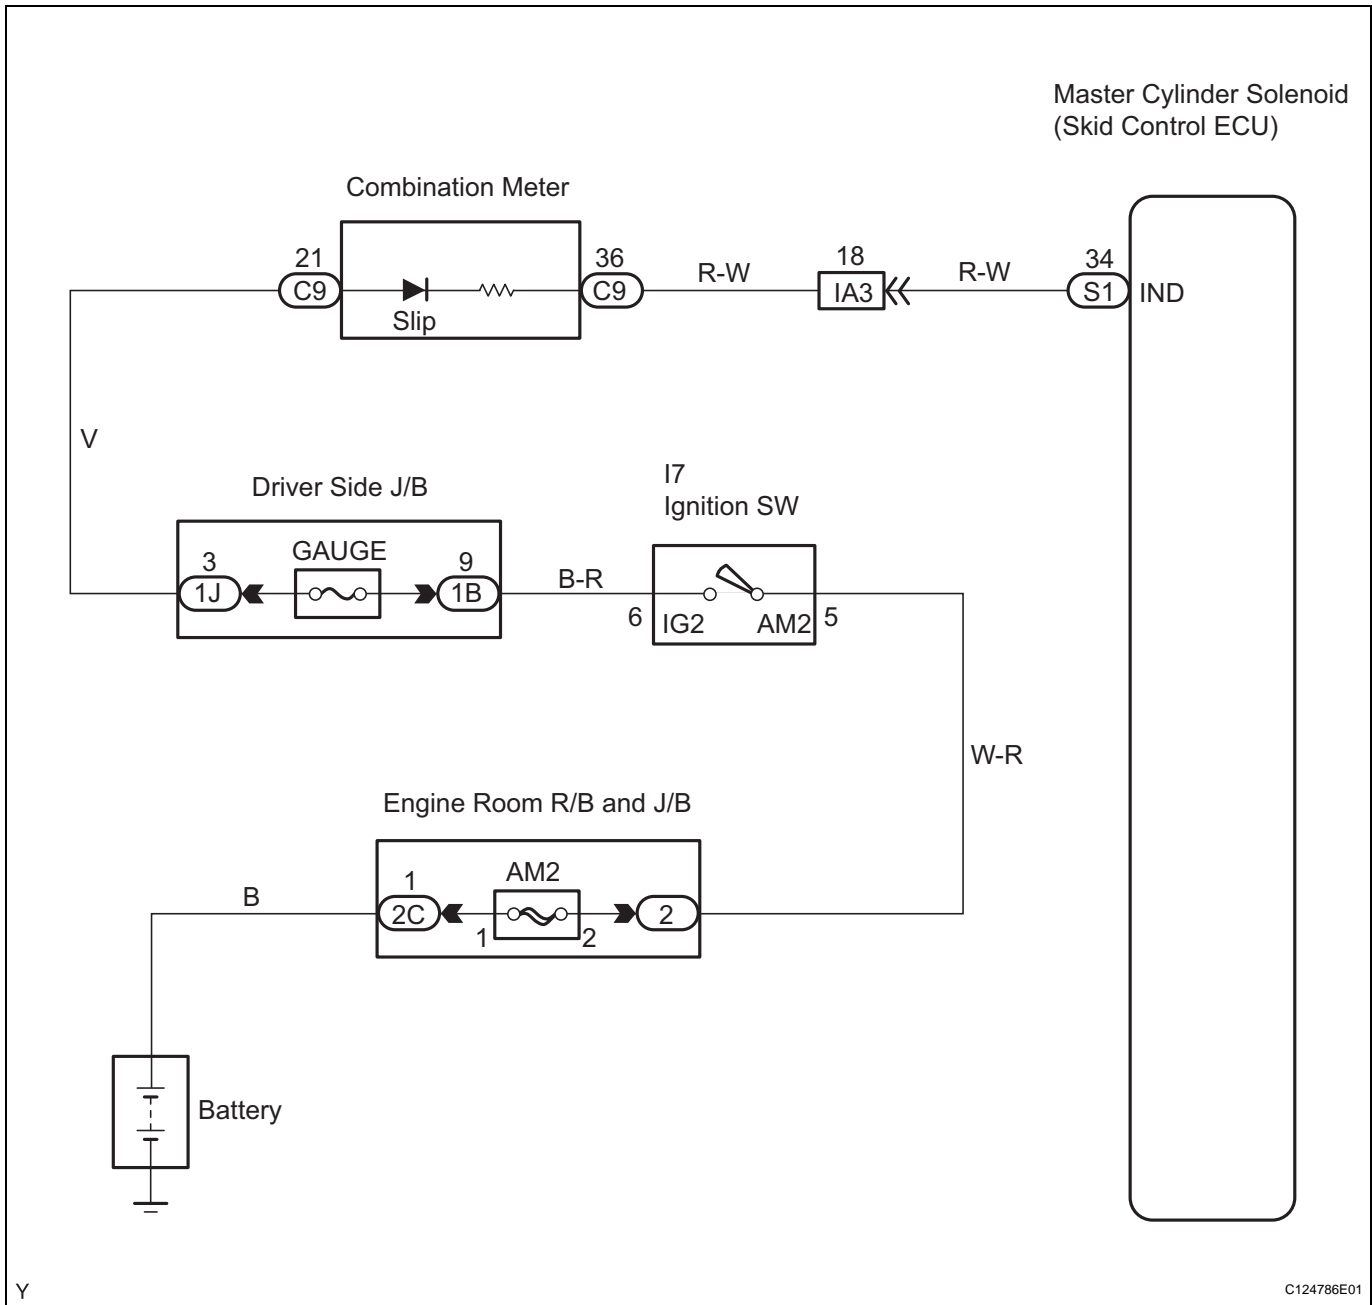 Master Cylinder Solenoid
(Skid Control ECU)
Combination Meter
21
C9
Slip
36
C9
R-W
18
IA3
R-W
34
S1
IND
V
Driver Side J/B
3
1J
GAUGE
9
1B
B-R
I7
Ignition SW
6
IG2
AM2
5
W-R
Engine Room R/B and J/B
B
1
2C
AM2
1
2
2
Battery
Y
C124786E01